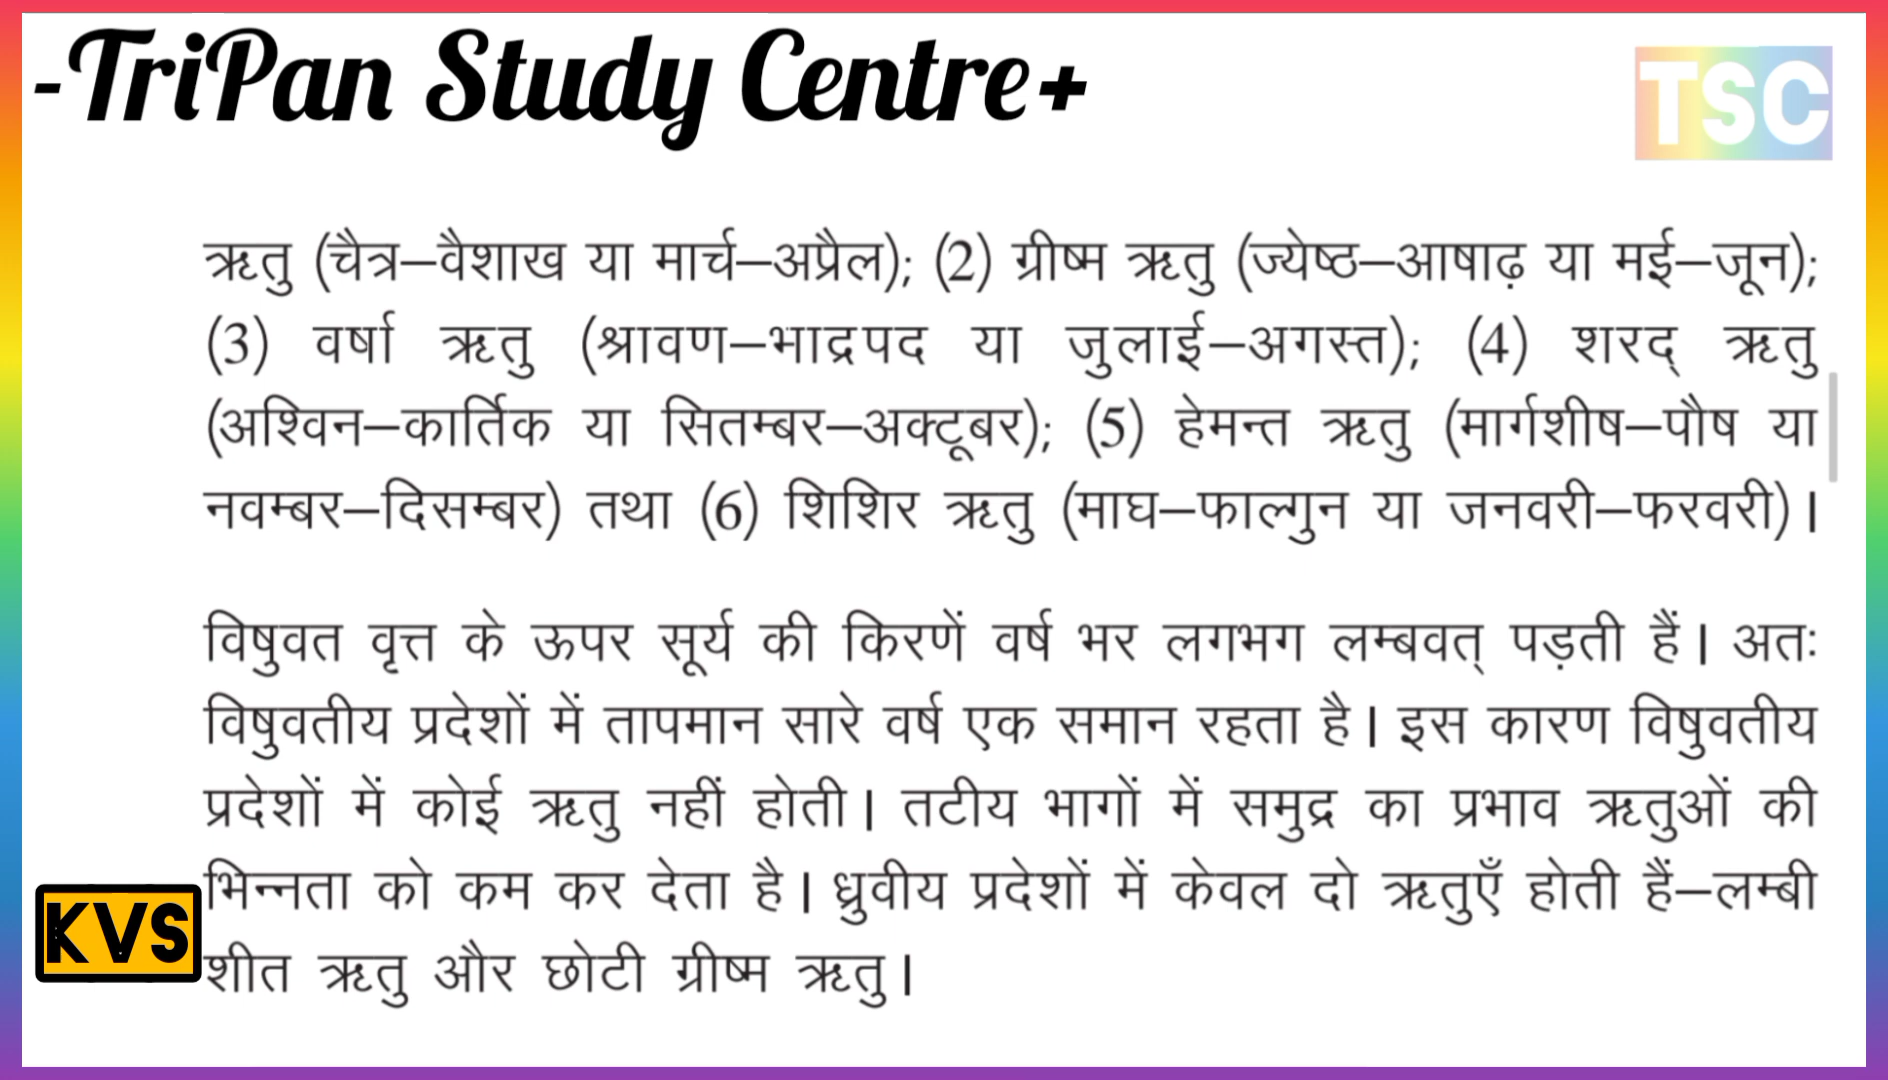 -TriPan Study Centre+
TSC
ऋतु (चैत्र–वैशाख या मार्च–अप्रैल); (2) ग्रीष्म ऋतु (ज्येष्ठ–आषाढ़ या मई–जून);
(3) वर्षा ऋतु (श्रावण–भाद्रपद या जुलाई–अगस्त); (4) शरद् ऋतु
(अश्विन–कार्तिक या सितम्बर–अक्टूबर); (5) हेमन्त ऋतु (मार्गशीष–पौष या
नवम्बर–दिसम्बर) तथा (6) शिशिर ऋतु (माघ–फाल्गुन या जनवरी–फरवरी)।
विषुवत वृत्त के ऊपर सूर्य की किरणें वर्ष भर लगभग लम्बवत् पड़ती हैं। अतः
विषुवतीय प्रदेशों में तापमान सारे वर्ष एक समान रहता है। इस कारण विषुवतीय
प्रदेशों में कोई ऋतु नहीं होती। तटीय भागों में समुद्र का प्रभाव ऋतुओं की
भिन्नता को कम कर देता है। ध्रुवीय प्रदेशों में केवल दो ऋतुएँ होती हैं–लम्बी
KVS
शीत ऋतु और छोटी ग्रीष्म ऋतु।